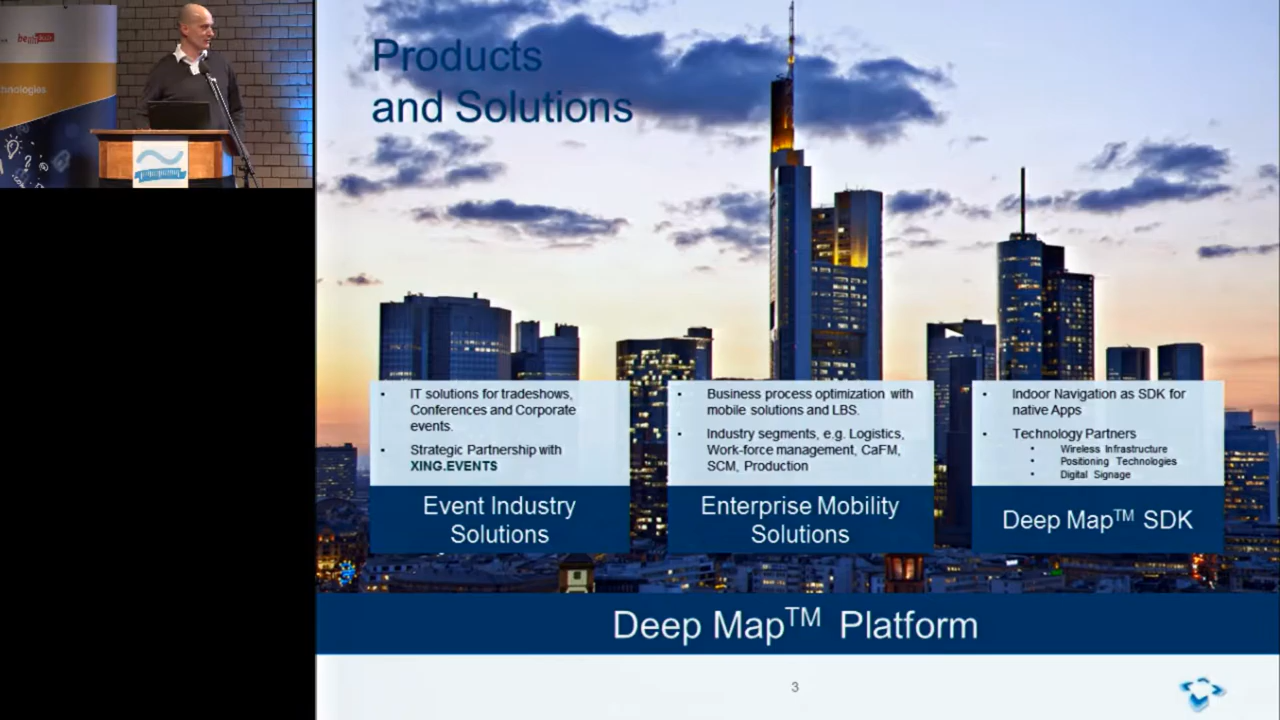 Products
and Solutions
• IT solutions for tradeshows,
Conferences and Corporate
events.
• Strategic Partnership with
XING.EVENTS
Event Industry
Solutions
• Business process optimization with
mobile solutions and LBS.
• Industry segments, e.g. Logistics,
Work-force management, CaFM,
SCM, Production
Enterprise Mobility
Solutions
• Indoor Navigation as SDK for
native Apps
• Technology Partners
• Wireless Infrastructure
• Positioning Technologies
• Digital Signage
Deep Map™ SDK
Deep Map™ Platform
3